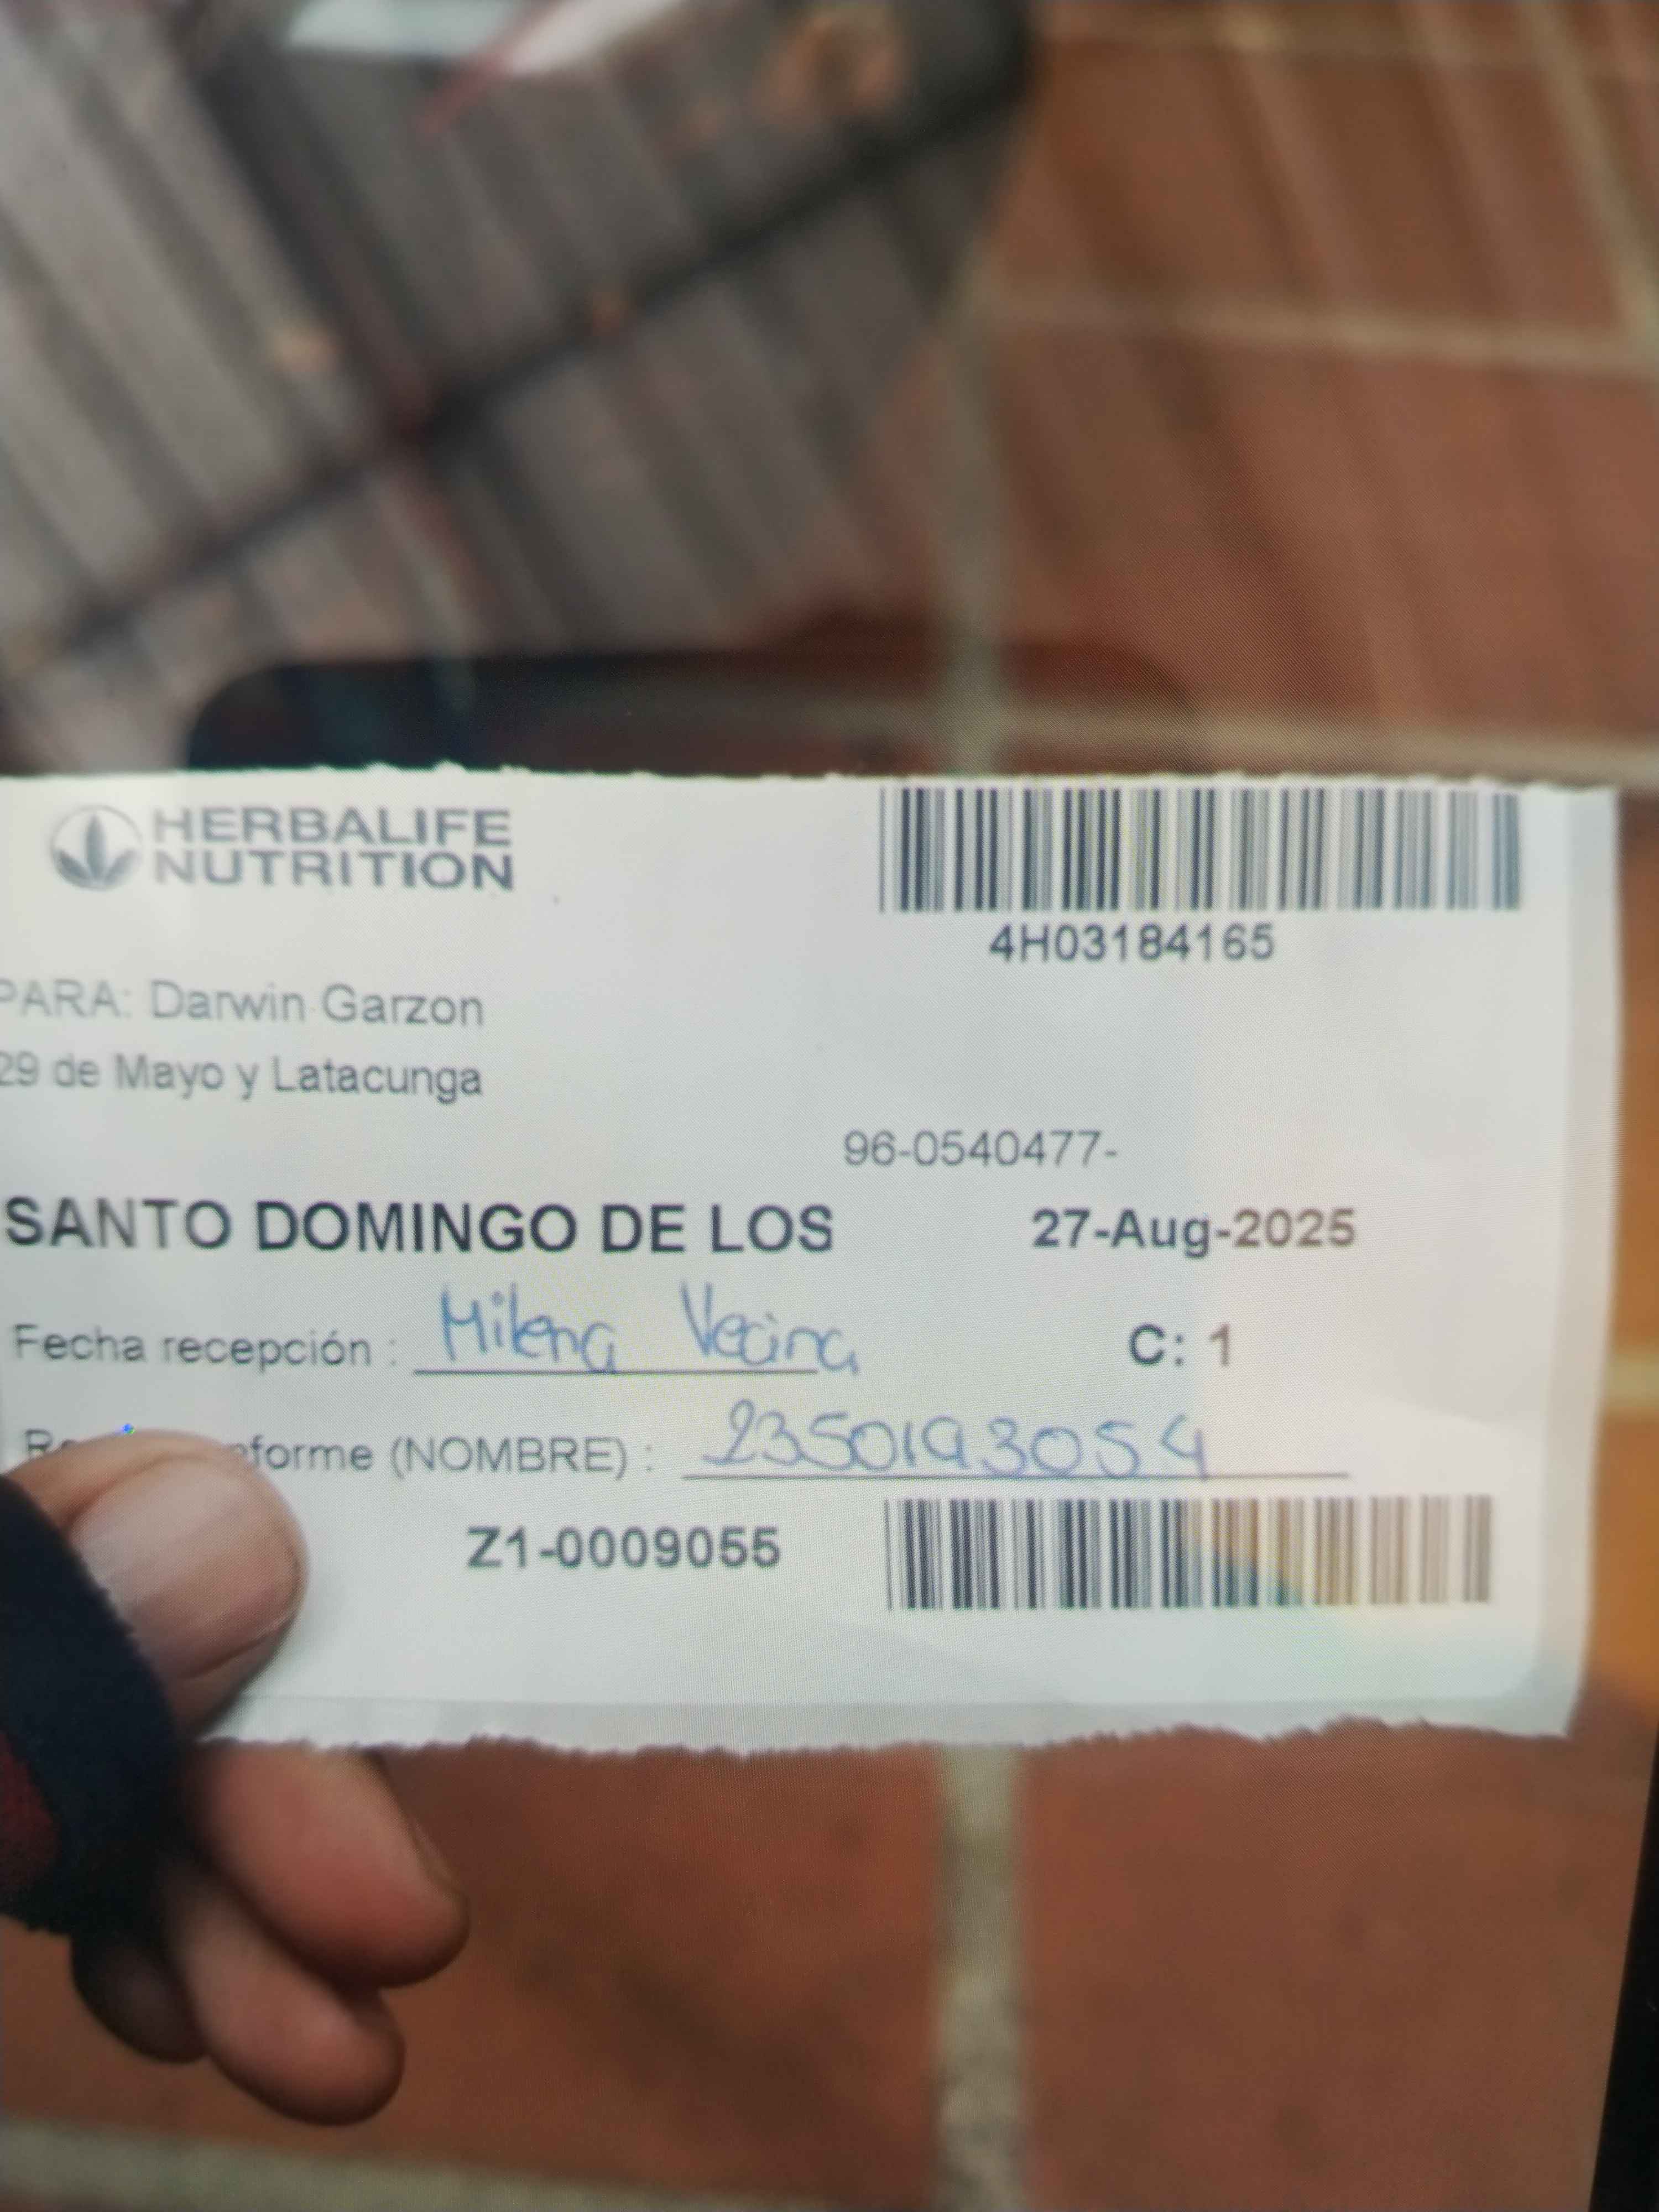 HERBALIFE
NUTRITION
4H03184165
PARA: Darwin Garzon
29 de Mayo y Latacunga
96-0540477-
SANTO DOMINGO DE LOS 27-Aug-2025
Fecha recepción : Milena Vecina C: 1
(NOMBRE) : 2350193054
Z1-0009055